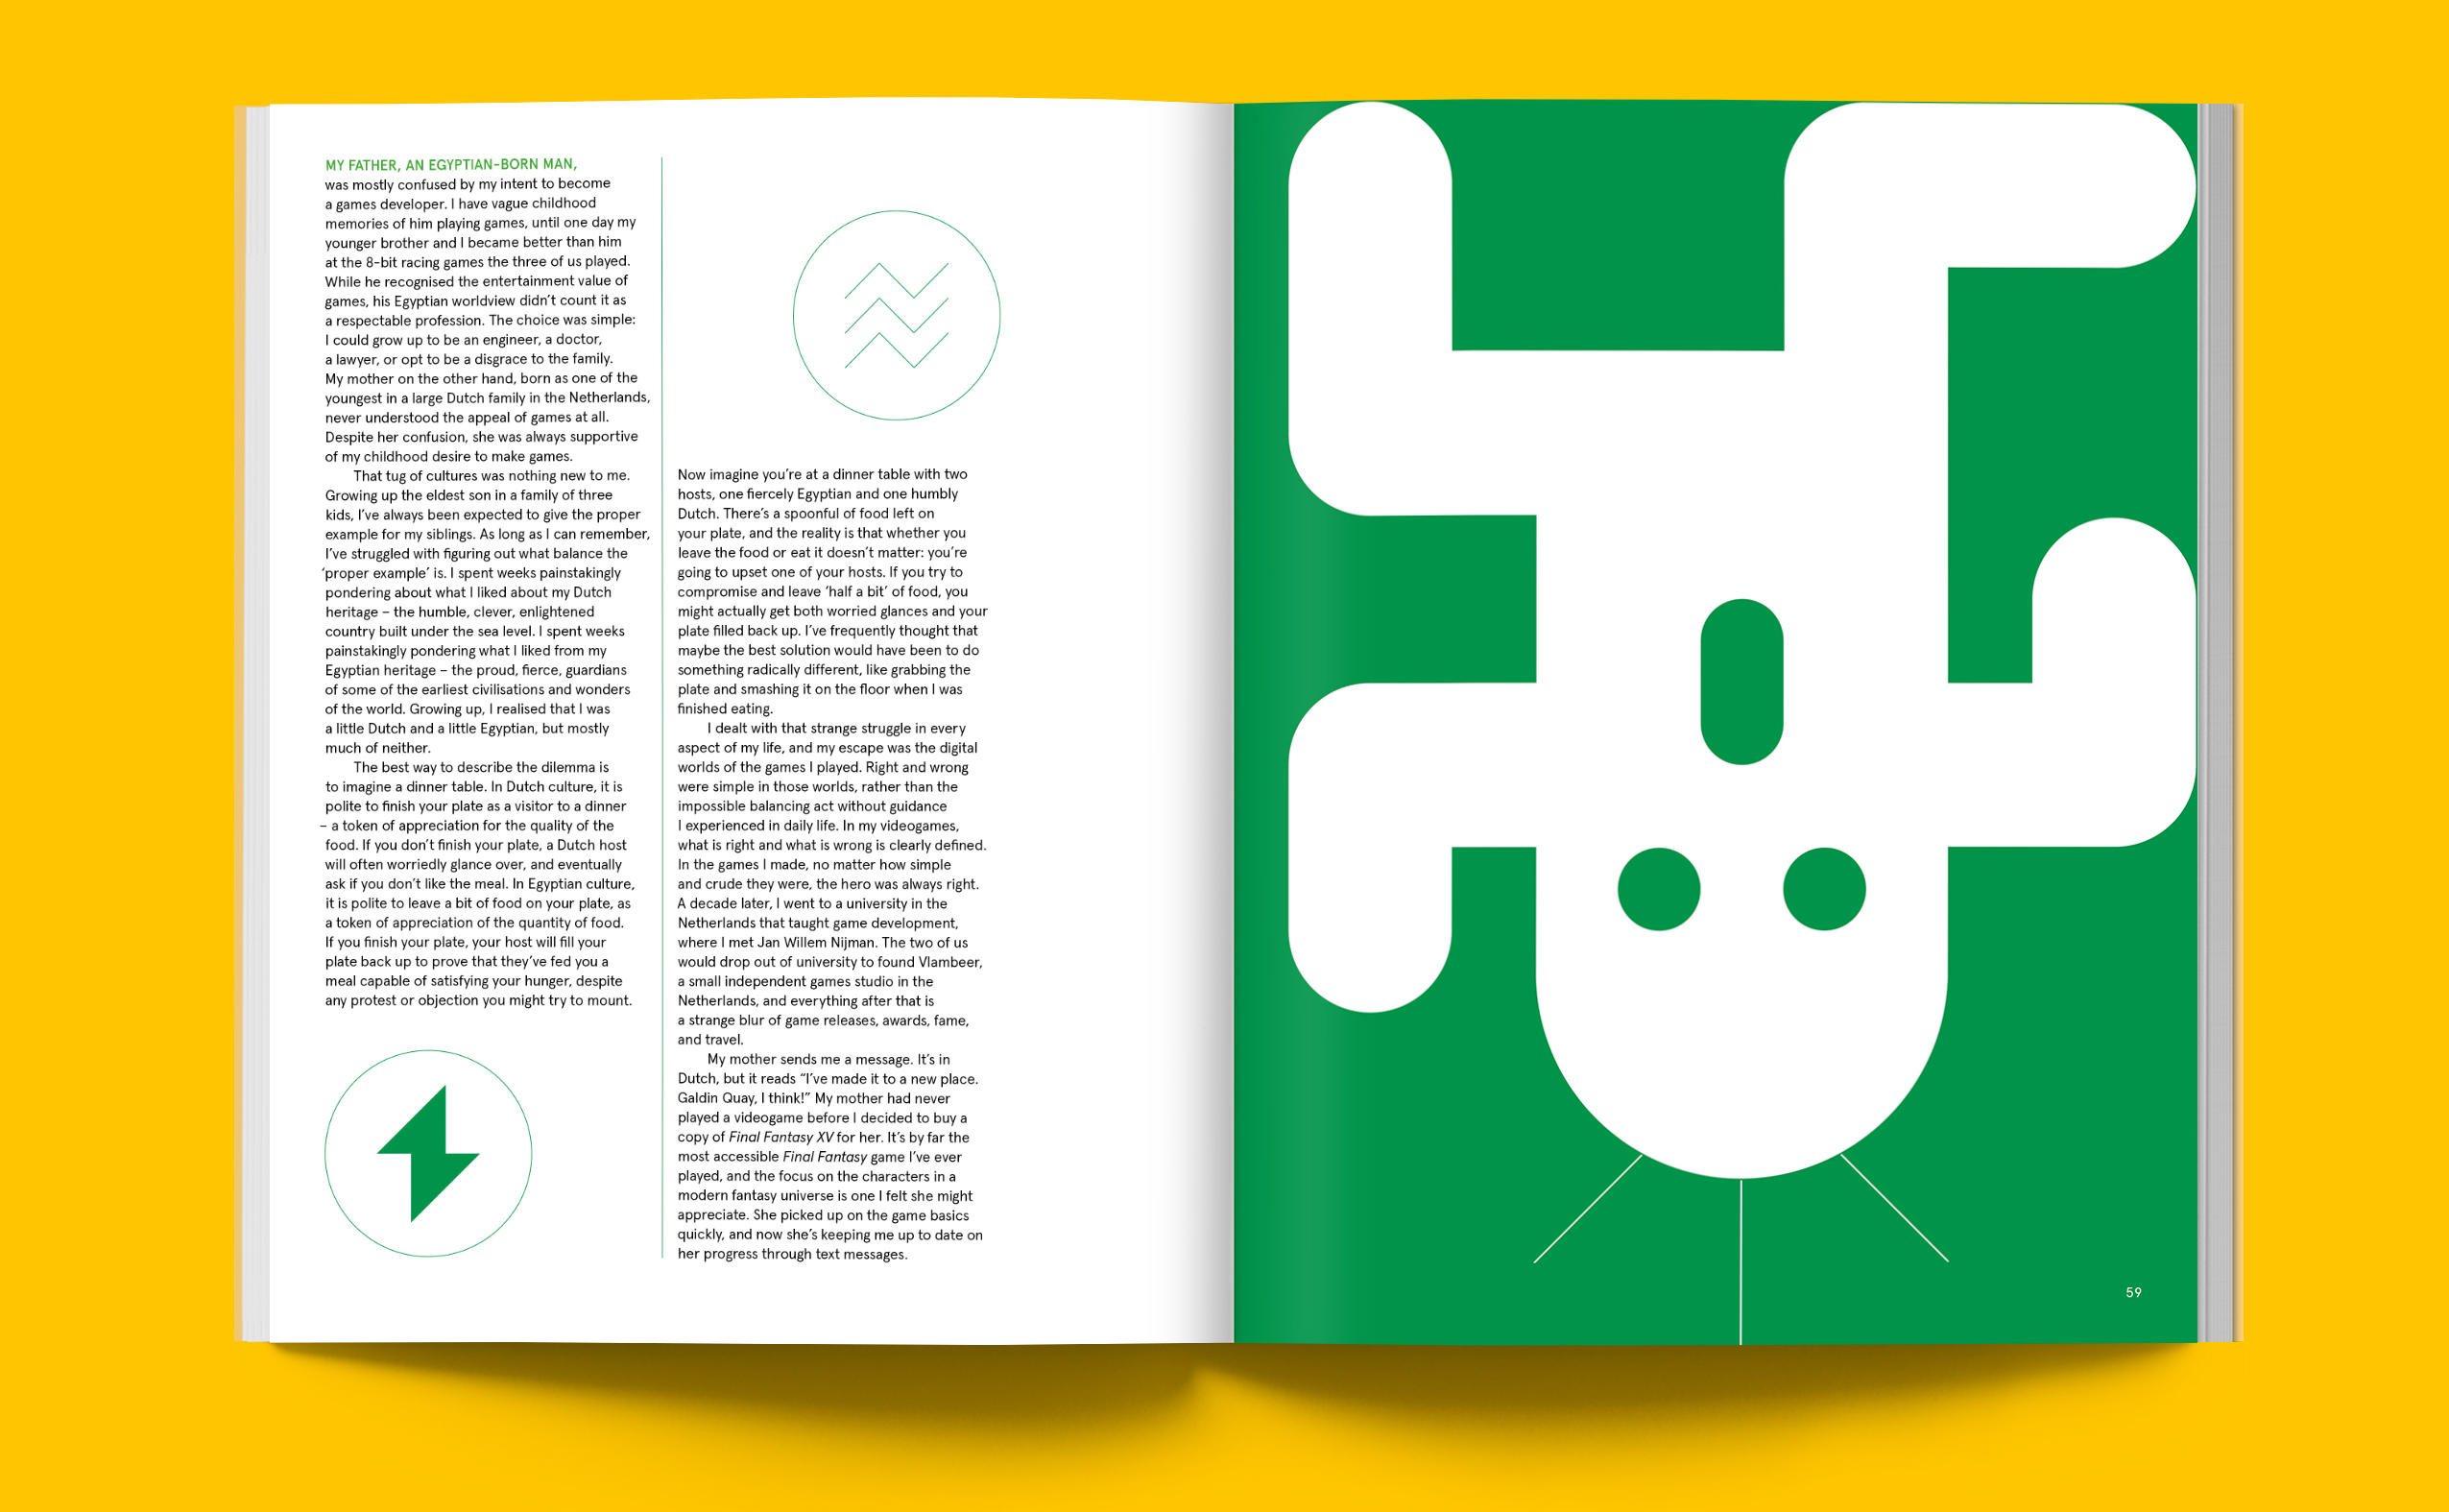 MY FATHER, AN EGYPTIAN-BORN MAN,
was mostly confused by my intent to become
a games developer. I have vague childhood
memories of him playing games, until one day my
younger brother and I became better than him
at the 8-bit racing games the three of us played.
While he recognised the entertainment value of
games, his Egyptian worldview didn’t count it as
a respectable profession. The choice was simple:
I could grow up to be an engineer, a doctor,
a lawyer, or opt to be a disgrace to the family.
My mother on the other hand, born as one of the
youngest in a large Dutch family in the Netherlands,
never understood the appeal of games at all.
Despite her confusion, she was always supportive
of my childhood desire to make games.
That tug of cultures was nothing new to me.
Growing up the eldest son in a family of three
kids, I’ve always been expected to give the proper
example for my siblings. As long as I can remember,
I’ve struggled with figuring out what balance the
‘proper example’ is. I spent weeks painstakingly
pondering about what I liked about my Dutch
heritage – the humble, clever, enlightened
country built under the sea level. I spent weeks
painstakingly pondering what I liked from my
Egyptian heritage – the proud, fierce, guardians
of some of the earliest civilisations and wonders
of the world. Growing up, I realised that I was
a little Dutch and a little Egyptian, but mostly
much of neither.
The best way to describe the dilemma is
to imagine a dinner table. In Dutch culture, it is
polite to finish your plate as a visitor to a dinner
– a token of appreciation for the quality of the
food. If you don’t finish your plate, a Dutch host
will often worriedly glance over, and eventually
ask if you don’t like the meal. In Egyptian culture,
it is polite to leave a bit of food on your plate, as
a token of appreciation of the quantity of food.
If you finish your plate, your host will fill your
plate back up to prove that they’ve fed you a
meal capable of satisfying your hunger, despite
any protest or objection you might try to mount.
Now imagine you’re at a dinner table with two
hosts, one fiercely Egyptian and one humbly
Dutch. There’s a spoonful of food left on
your plate, and the reality is that whether you
leave the food or eat it doesn’t matter: you’re
going to upset one of your hosts. If you try to
compromise and leave ‘half a bit’ of food, you
might actually get both worried glances and your
plate filled back up. I’ve frequently thought that
maybe the best solution would have been to do
something radically different, like grabbing the
plate and smashing it on the floor when I was
finished eating.
I dealt with that strange struggle in every
aspect of my life, and my escape was the digital
worlds of the games I played. Right and wrong
were simple in those worlds, rather than the
impossible balancing act without guidance
I experienced in daily life. In my videogames,
what is right and what is wrong is clearly defined.
In the games I made, no matter how simple
and crude they were, the hero was always right.
A decade later, I went to a university in the
Netherlands that taught game development,
where I met Jan Willem Nijman. The two of us
would drop out of university to found Vlambeer,
a small independent games studio in the
Netherlands, and everything after that is
a strange blur of game releases, awards, fame,
and travel.
My mother sends me a message. It’s in
Dutch, but it reads “I’ve made it to a new place.
Galdin Quay, I think!” My mother had never
played a videogame before I decided to buy a
copy of Final Fantasy XV for her. It’s by far the
most accessible Final Fantasy game I’ve ever
played, and the focus on the characters in a
modern fantasy universe is one I felt she might
appreciate. She picked up on the game basics
quickly, and now she’s keeping me up to date on
her progress through text messages.
59